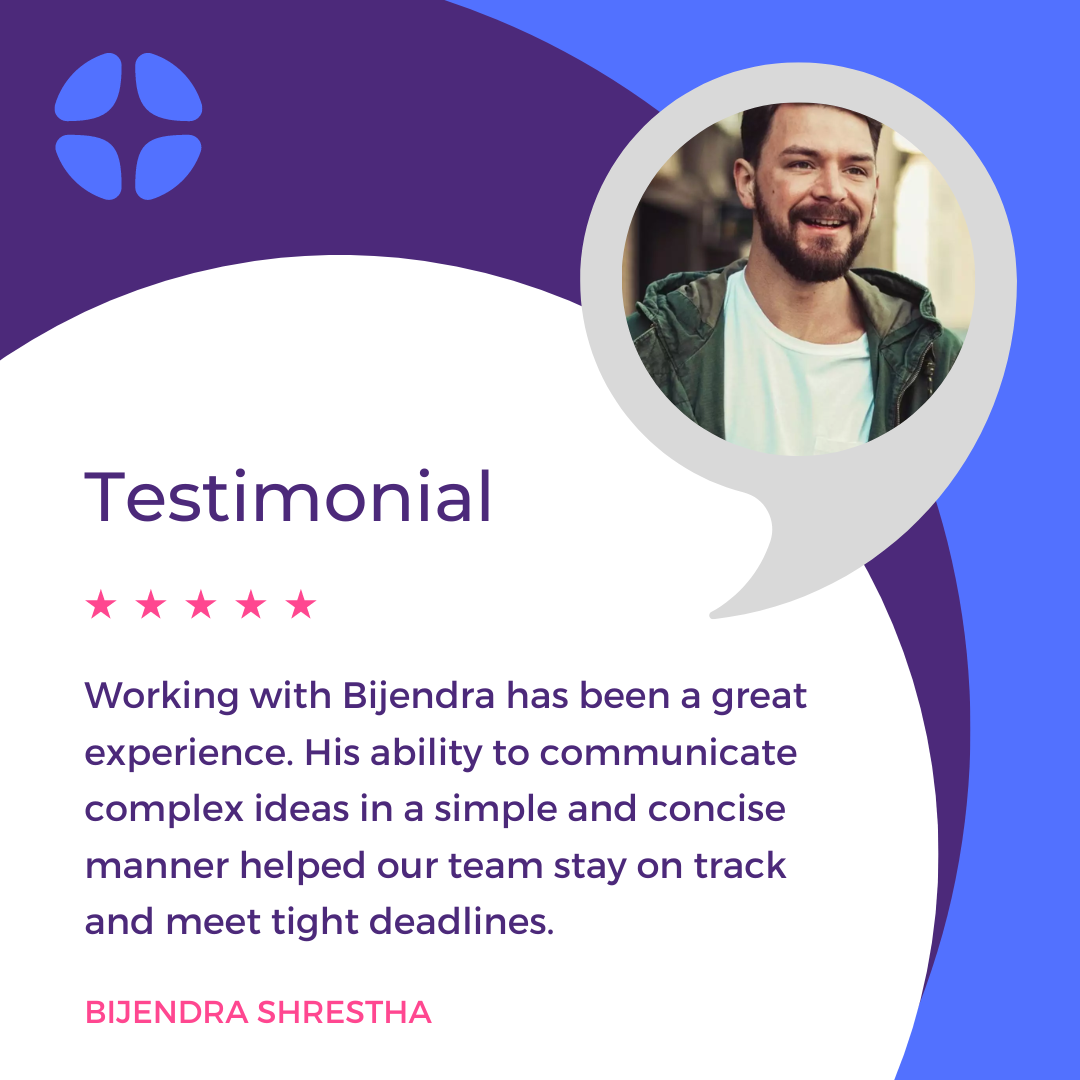 Testimonial
★ ★ ★ ★ ★
Working with Bijendra has been a great
experience. His ability to communicate
complex ideas in a simple and concise
manner helped our team stay on track
and meet tight deadlines.
BIJENDRA SHRESTHA